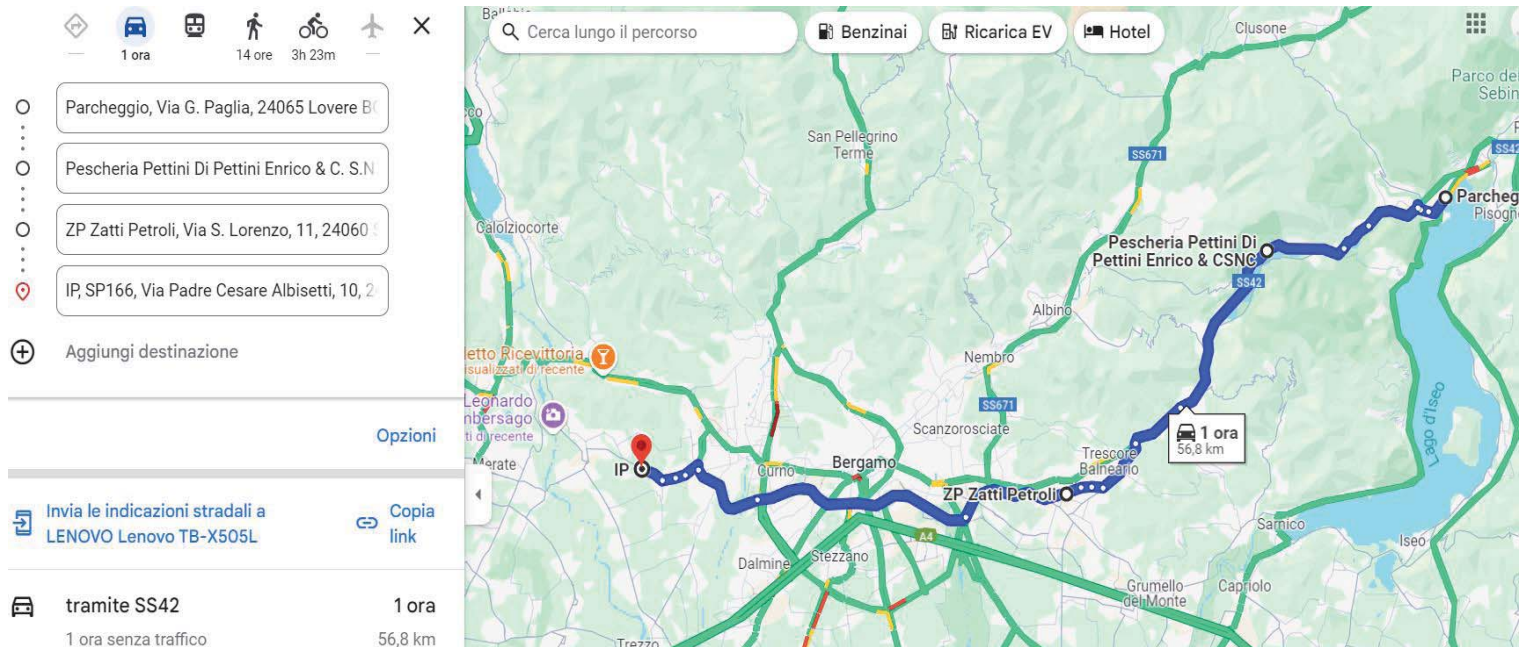 1 ora
14 ore
3h 23m
Parcheggio, Via G. Paglia, 24065 Lovere B
Pescheria Pettini Di Pettini Enrico & C. S.N
ZP Zatti Petroli, Via S. Lorenzo, 11, 24060
IP, SP166, Via Padre Cesare Albisetti, 10, 2
Aggiungi destinazione
Opzioni
Invia le indicazioni stradali a
LENOVO Lenovo TB-X505L
Copia
link
tramite SS42
1 ora
1 ora senza traffico
56,8 km
Cerca lungo il percorso
Benzinai
Ricarica EV
Hotel
Clusone
Parco de
Sebin
San Pellegrino
Terme
SS671
SS42
Parcheg
Pisogn
Calolziocorte
Pescheria Pettini Di
Pettini Enrico & CSNC
SS42
Albino
letto Ricevittoria
isualizzati di recente
Nembro
Leonardo
mbersago
ti di recente
SS671
Scanzorosciate
1 ora
56,8 km
Lago d'Iseo
Merate
IP
Curno
Bergamo
Trescore
Balneario
ZP Zatti Petroli
A4
Sarnico
Iseo
Dalmine
Stezzano
Grumello
del Monte
Capriolo
Trezzo